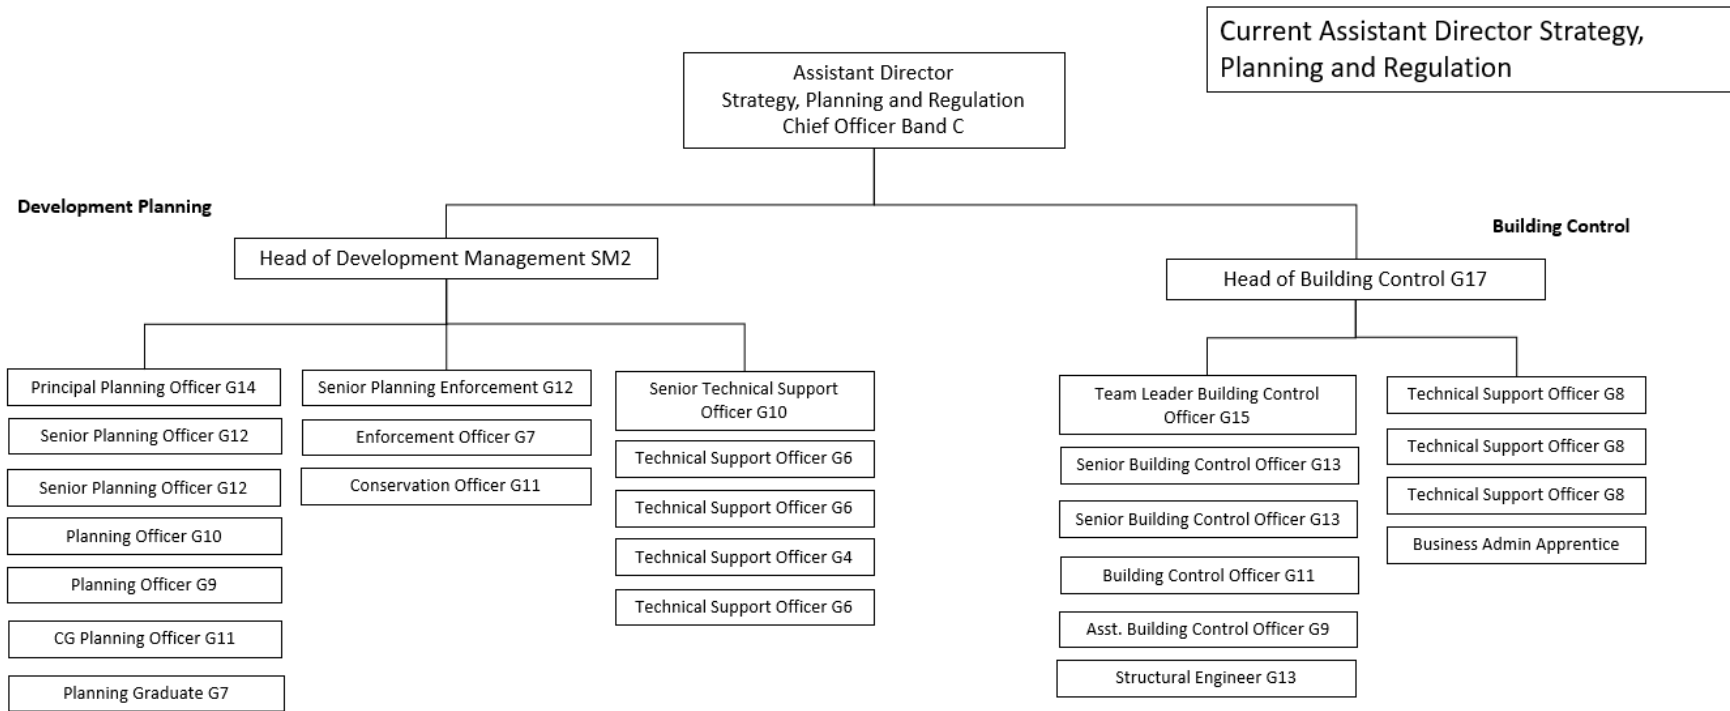 Current Assistant Director Strategy,
Planning and Regulation
Assistant Director
Strategy, Planning and Regulation
Chief Officer Band C
Development Planning
Building Control
Head of Development Management SM2
Head of Building Control G17
Principal Planning Officer G14
Senior Planning Officer G12
Senior Planning Officer G12
Planning Officer G10
Planning Officer G9
CG Planning Officer G11
Planning Graduate G7
Senior Planning Enforcement G12
Enforcement Officer G7
Conservation Officer G11
Senior Technical Support
Officer G10
Technical Support Officer G6
Technical Support Officer G6
Technical Support Officer G4
Technical Support Officer G6
Team Leader Building Control
Officer G15
Senior Building Control Officer G13
Senior Building Control Officer G13
Building Control Officer G11
Asst. Building Control Officer G9
Structural Engineer G13
Technical Support Officer G8
Technical Support Officer G8
Technical Support Officer G8
Business Admin Apprentice